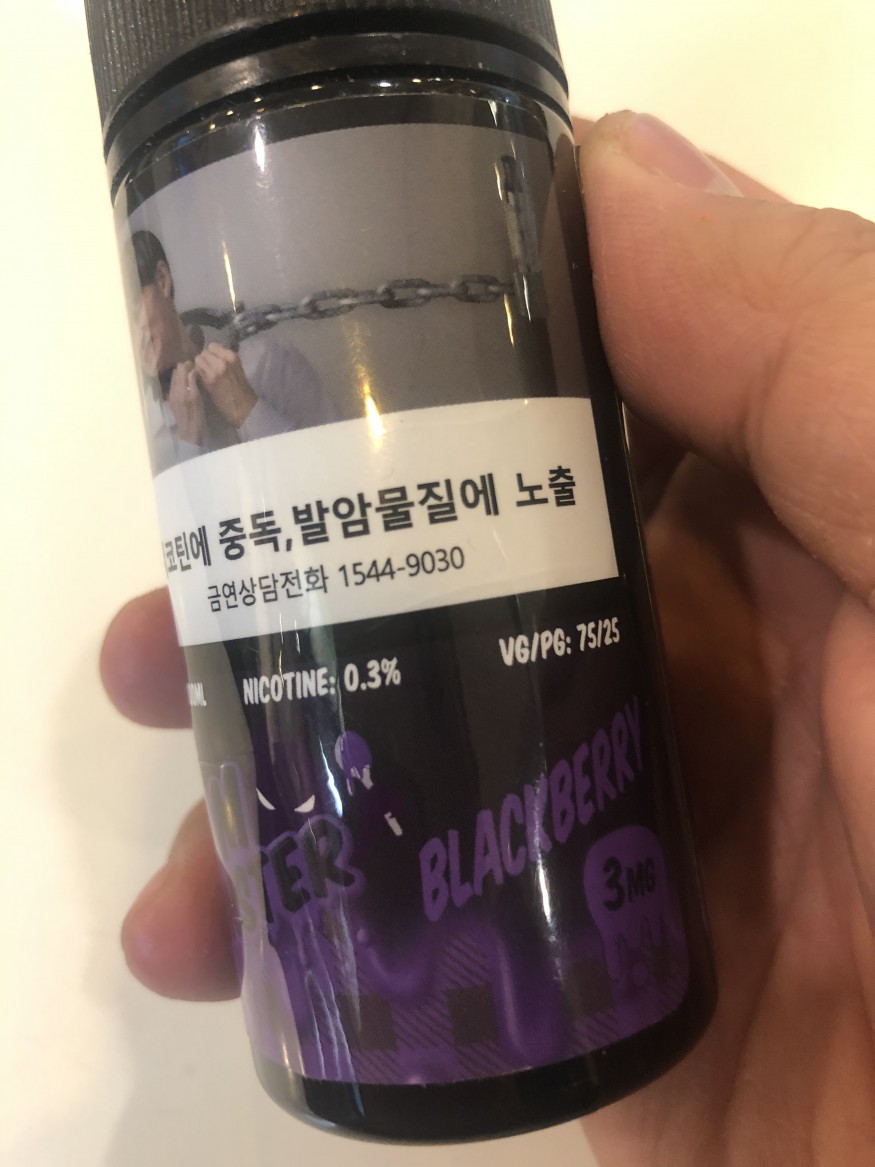 코틴에 중독,발암물질에 노출
금연상담전화 1544-9030
NICOTINE: 0.3%
VG/PG: 75/25
STER
BLACKBERRY
3MG